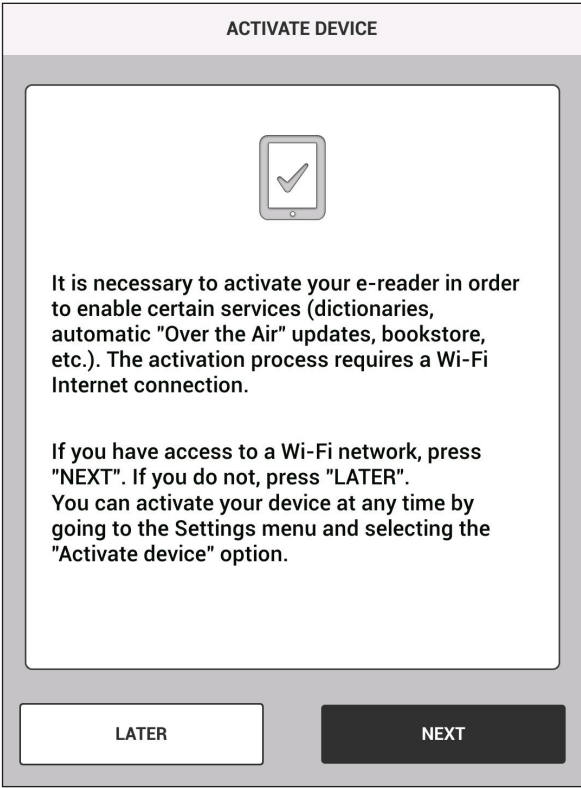 ACTIVATE DEVICE
It is necessary to activate your e-reader in order
to enable certain services (dictionaries,
automatic "Over the Air" updates, bookstore,
etc.). The activation process requires a Wi-Fi
Internet connection.
If you have access to a Wi-Fi network, press
"NEXT". If you do not, press "LATER".
You can activate your device at any time by
going to the Settings menu and selecting the
"Activate device" option.
LATER
NEXT